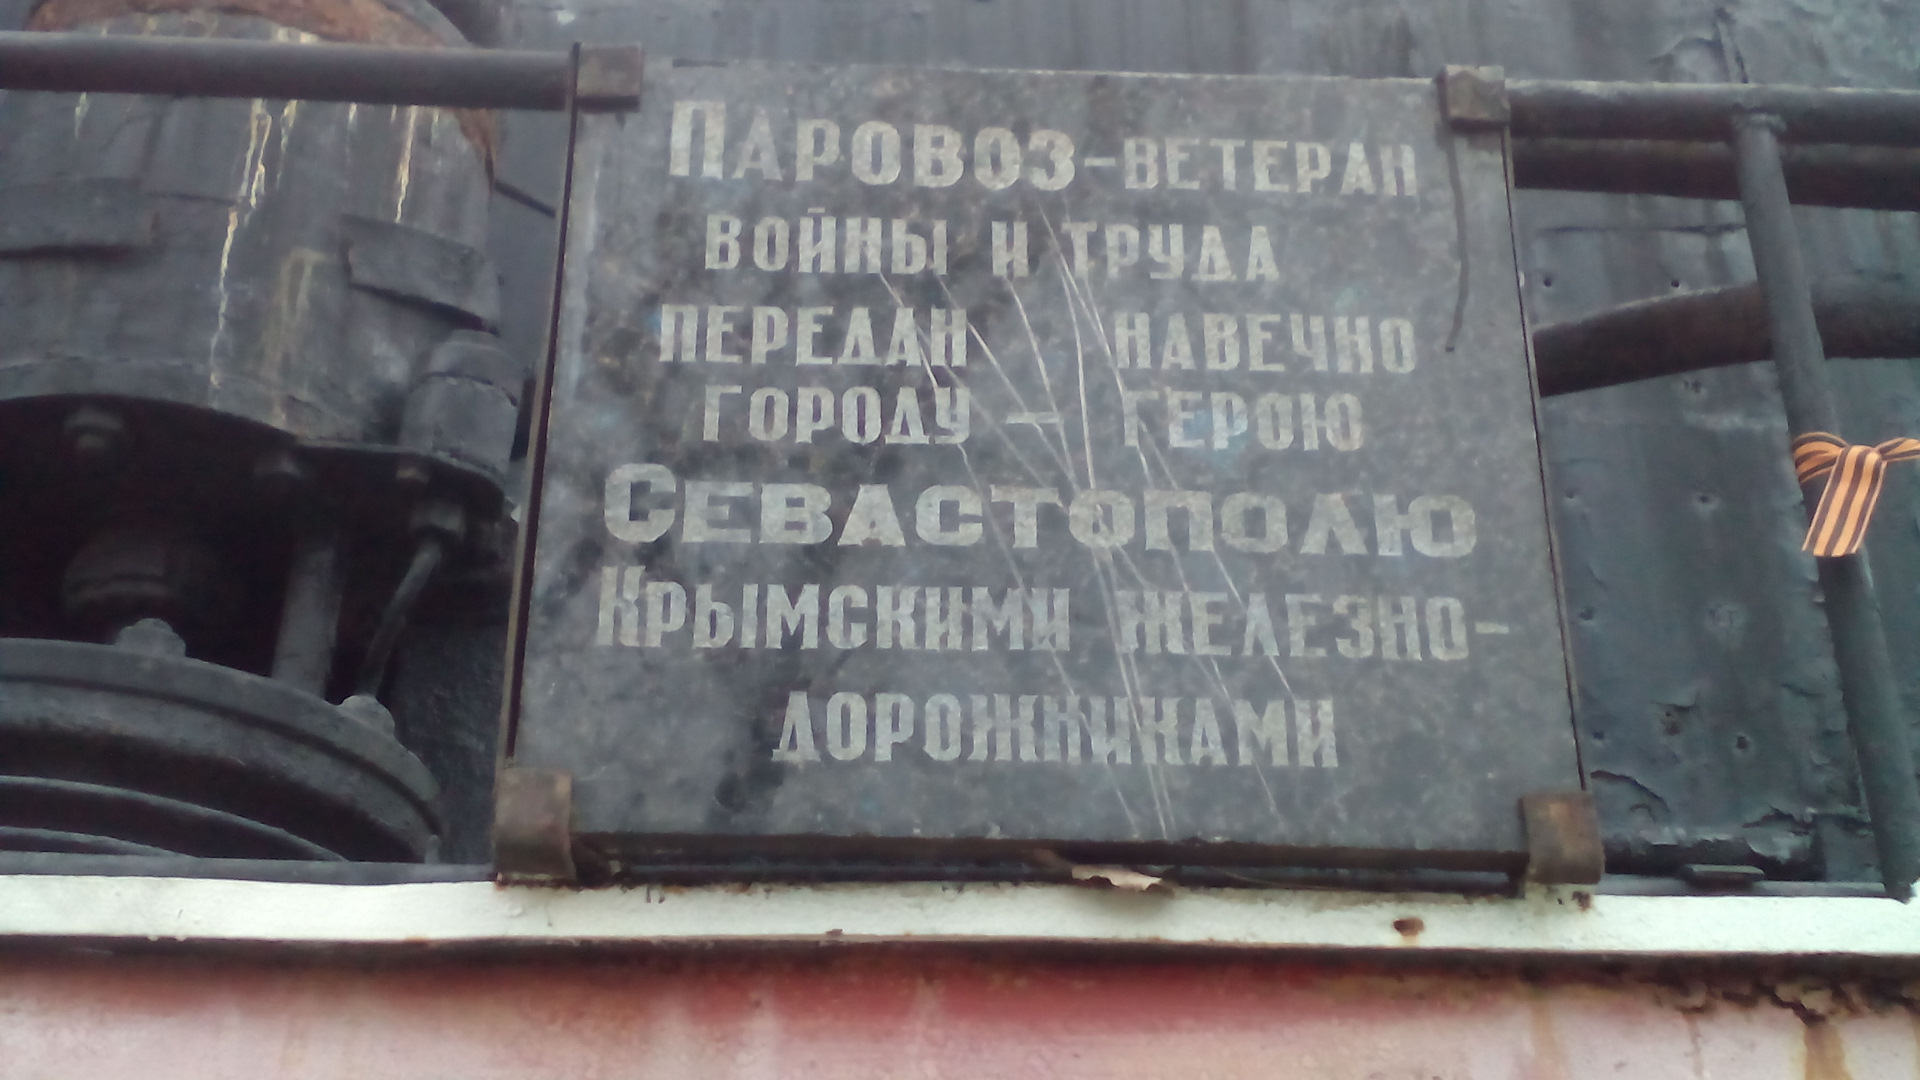 Паровоз-ветеран
войны и труда
передан навечно
городу - герою
Севастополю
Крымскими железно-
дорожниками